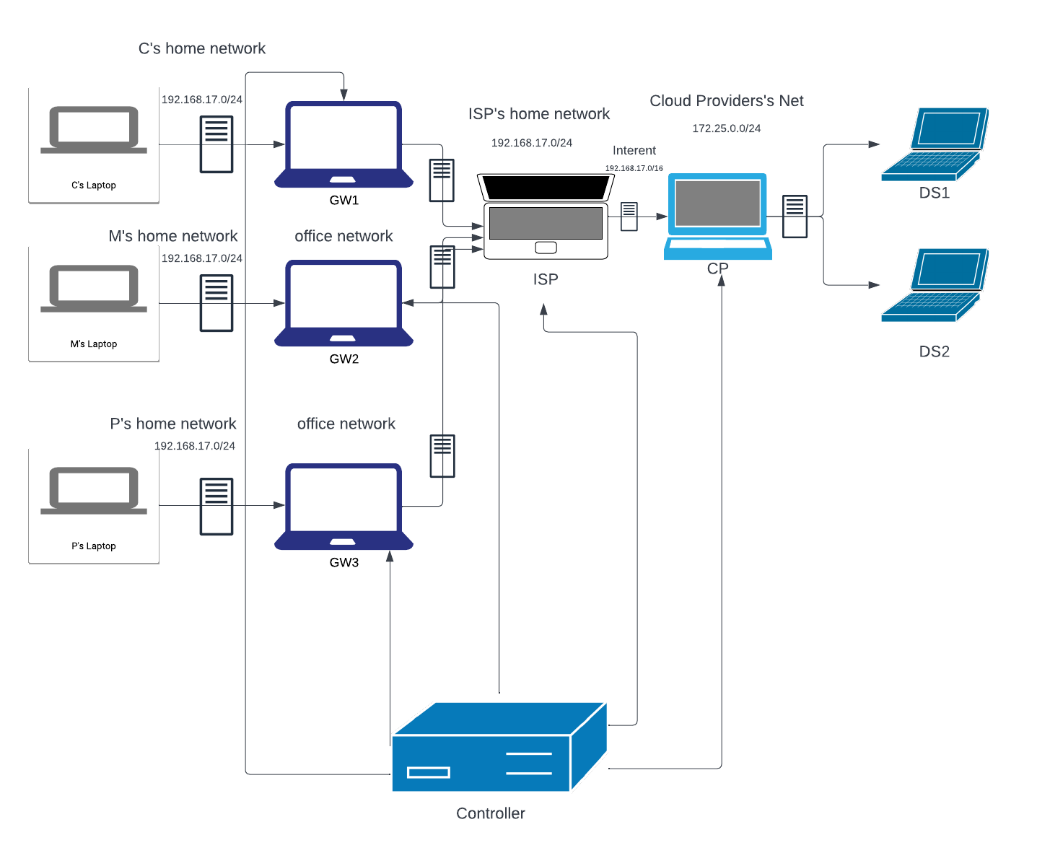 C's home network
192.168.17.0/24
C's Laptop
GW1
ISP's home network
192.168.17.0/24
Interent
192.168.17.0/16
Cloud Providers's Net
172.25.0.0/24
DS1
M's home network
192.168.17.0/24
office network
M's Laptop
GW2
ISP
CP
DS2
P's home network
192.168.17.0/24
office network
P's Laptop
GW3
Controller